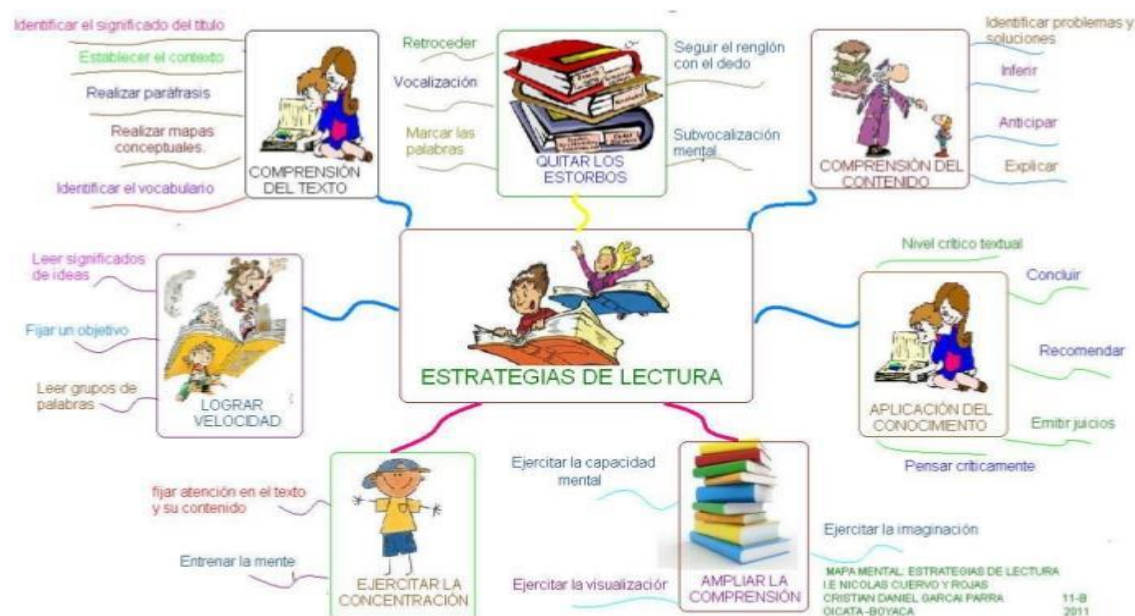 Identificar el significado del título
Establecer el contexto
Realizar paráfrasis
Realizar mapas
conceptuales.
Identificar el vocabulario
COMPRENSIÓN
DEL TEXTO
Retroceder
Vocalización
Marcar las
palabras
Seguir el renglón
con el dedo
Subvocalización
mental
QUITAR LOS
ESTORBOS
Identificar problemas y
soluciones
Inferir
Anticipar
Explicar
COMPRENSIÓN DEL
CONTENIDO
Leer significados
de ideas
Fijar un objetivo
Leer grupos de
palabras
LOGRAR
VELOCIDAD
ESTRATEGIAS DE LECTURA
Nivel crítico textual
Concluir
Recomendar
Emitir juicios
Pensar críticamente
APLICACIÓN DEL
CONOCIMIENTO
fijar atención en el texto
y su contenido
Entrenar la mente
EJERCITAR LA
CONCENTRACIÓN
Ejercitar la capacidad
mental
Ejercitar la visualización
Ejercitar la imaginación
AMPLIAR LA
COMPRENSIÓN
MAPA MENTAL: ESTRATEGIAS DE LECTURA
I.E NICOLAS CUERVO Y ROJAS
CRISTIAN DANIEL GARCAI PARRA 11-B
OICATA -BOYACA 2011